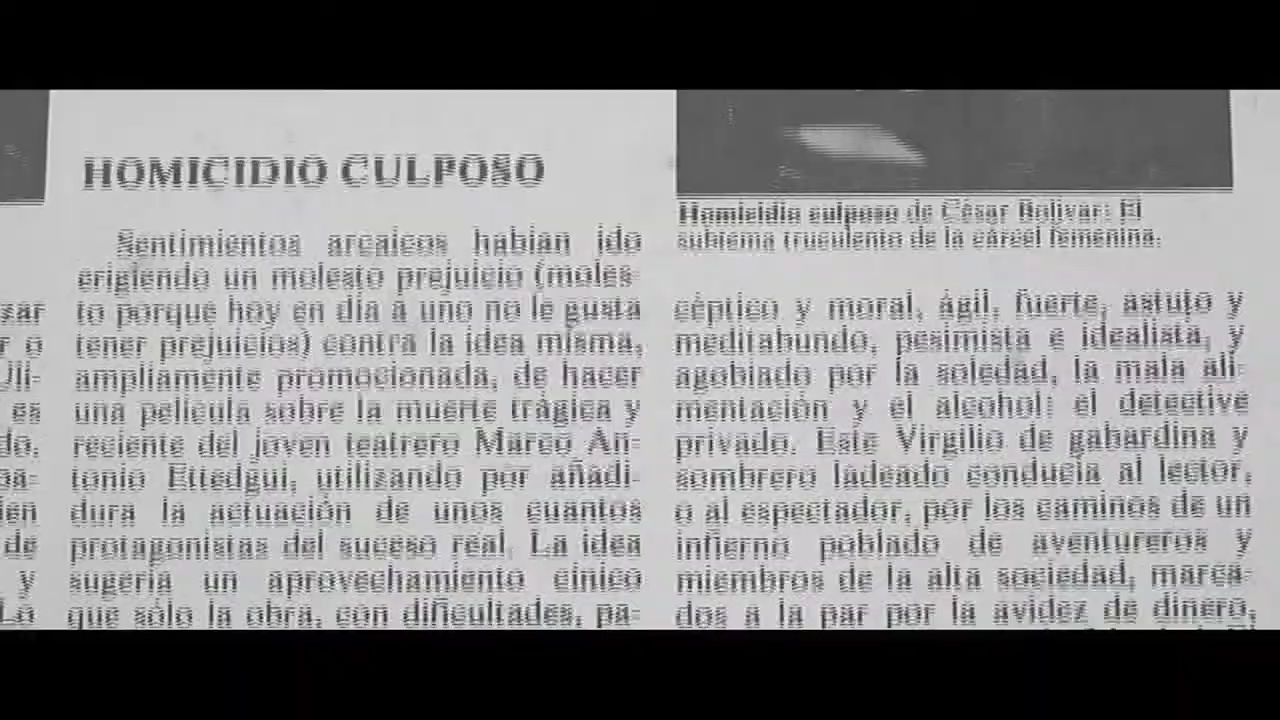 HOMICIDIO CULPOSO
Sentimientos arcaicos habían ido
erigiendo un molesto prejuicio (moles-
to porque hoy en día a uno no le gusta
tener prejuicios) contra la idea misma,
ampliamente promocionada, de hacer
una película sobre la muerte trágica y
reciente del joven teatrero Marco An-
tonio Ettedgui, utilizando por añadi-
dura la actuación de unos cuantos
protagonistas del suceso real. La idea
sugería un aprovechamiento cínico
que sólo la obra, con dificultades, pa-
Homicidio culposo de César Bolívar: El
subtema truculento de la cárcel femenina.
céptico y moral, ágil, fuerte, astuto y
meditabundo, pesimista e idealista, y
agobiado por la soledad, la mala ali-
mentación y el alcohol: el detective
privado. Este Virgilio de gabardina y
sombrero ladeado conducía al lector,
o al espectador, por los caminos de un
infierno poblado de aventureros y
miembros de la alta sociedad, marca-
dos a la par por la avidez de dinero,